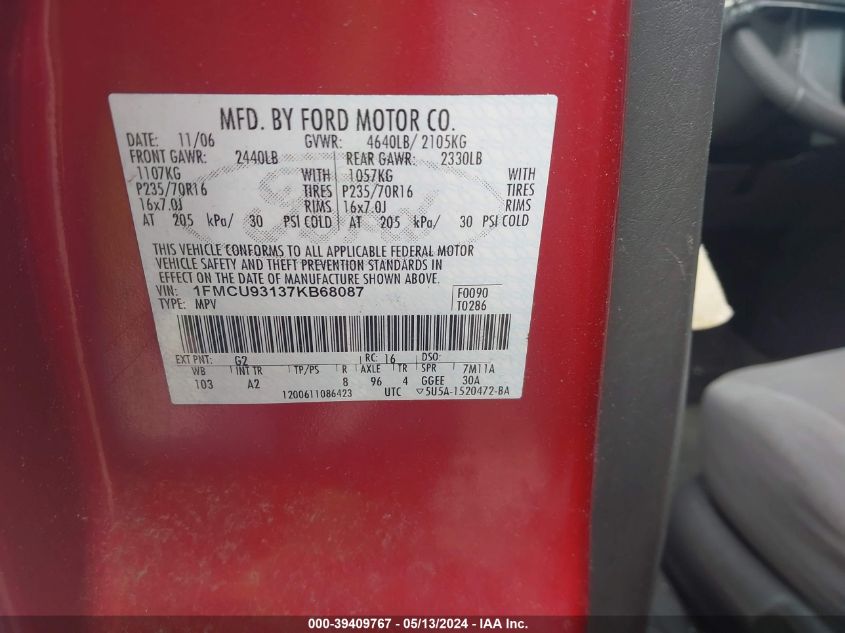 MFD. BY FORD MOTOR CO.
DATE: 11/06 GVWR: 4640LB/ 2105KG
FRONT GAWR: 2440LB REAR GAWR: 2330LB
1107KG WITH 1057KG WITH
P235/70R16 TIRES P235/70R16 TIRES
16x7.0J RIMS 16x7.0J RIMS
AT 205 kPa/ 30 PSI COLD AT 205 kPa/ 30 PSI COLD
THIS VEHICLE CONFORMS TO ALL APPLICABLE FEDERAL MOTOR
VEHICLE SAFETY AND THEFT PREVENTION STANDARDS IN
EFFECT ON THE DATE OF MANUFACTURE SHOWN ABOVE.
VIN: 1FMCU93137KB68087 F0090
TYPE: MPV T0286
EXT PNT: G2 RC: 16 DSO:
WB INT TR TP/PS R AXLE TR SPR 7M11A
103 A2 8 96 4 GGEE 30A
1200611086423 UTC 5U5A-1520472-BA
000-39409767 - 05/13/2024 - IAA Inc.